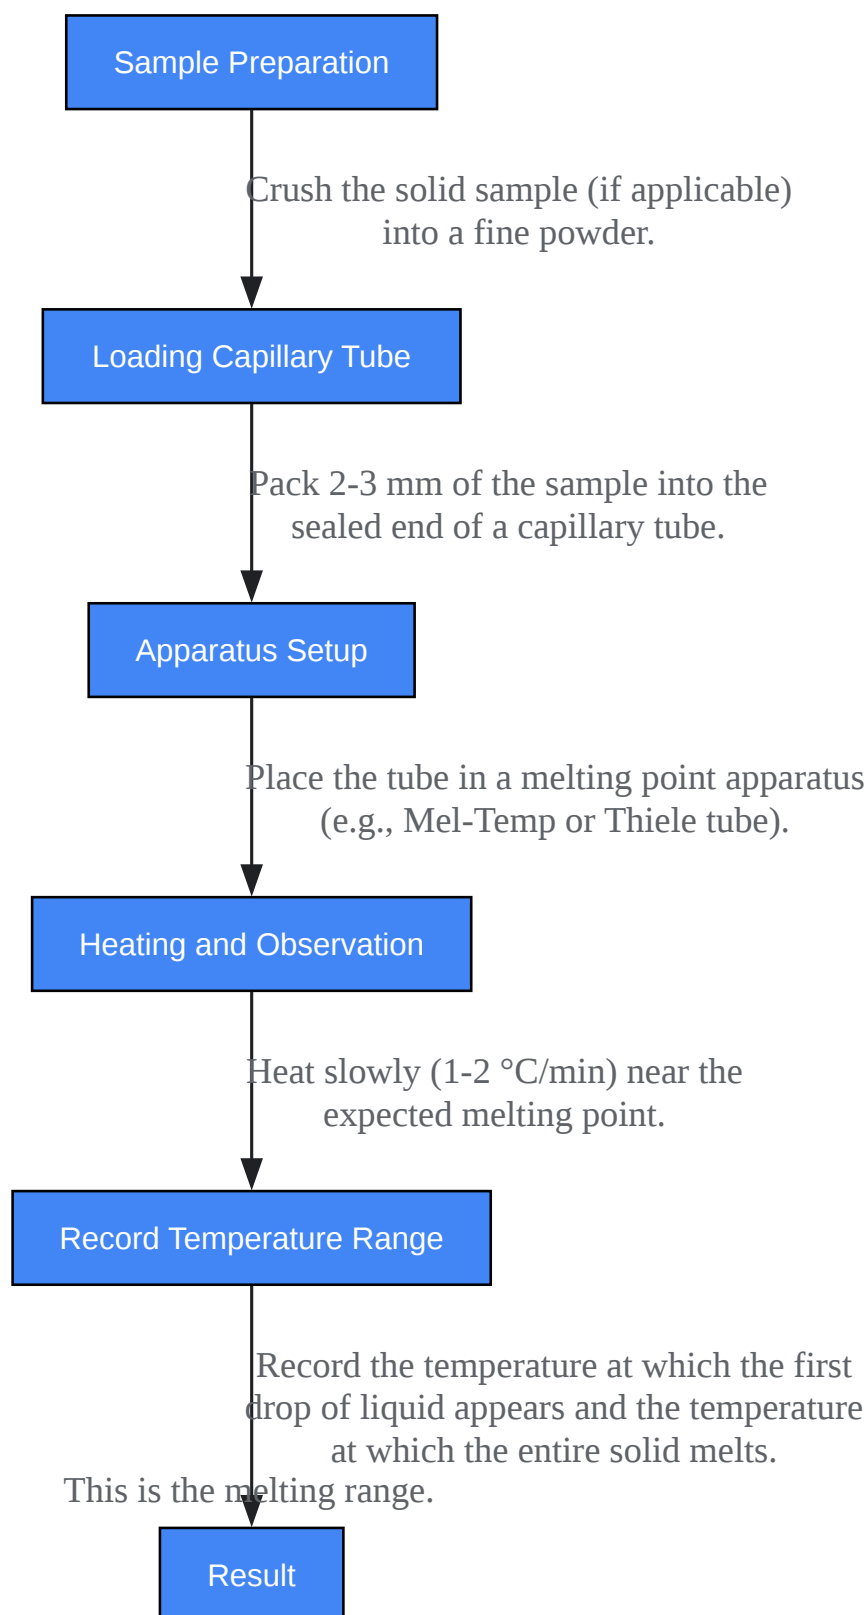 Sample Preparation
Crush the solid sample (if applicable)
into a fine powder.
Loading Capillary Tube
Pack 2-3 mm of the sample into the
sealed end of a capillary tube.
Apparatus Setup
Place the tube in a melting point apparatus
(e.g., Mel-Temp or Thiele tube).
Heating and Observation
Heat slowly (1-2 °C/min) near the
expected melting point.
Record Temperature Range
Record the temperature at which the first
drop of liquid appears and the temperature
at which the entire solid melts.
This is the melting range.
Result